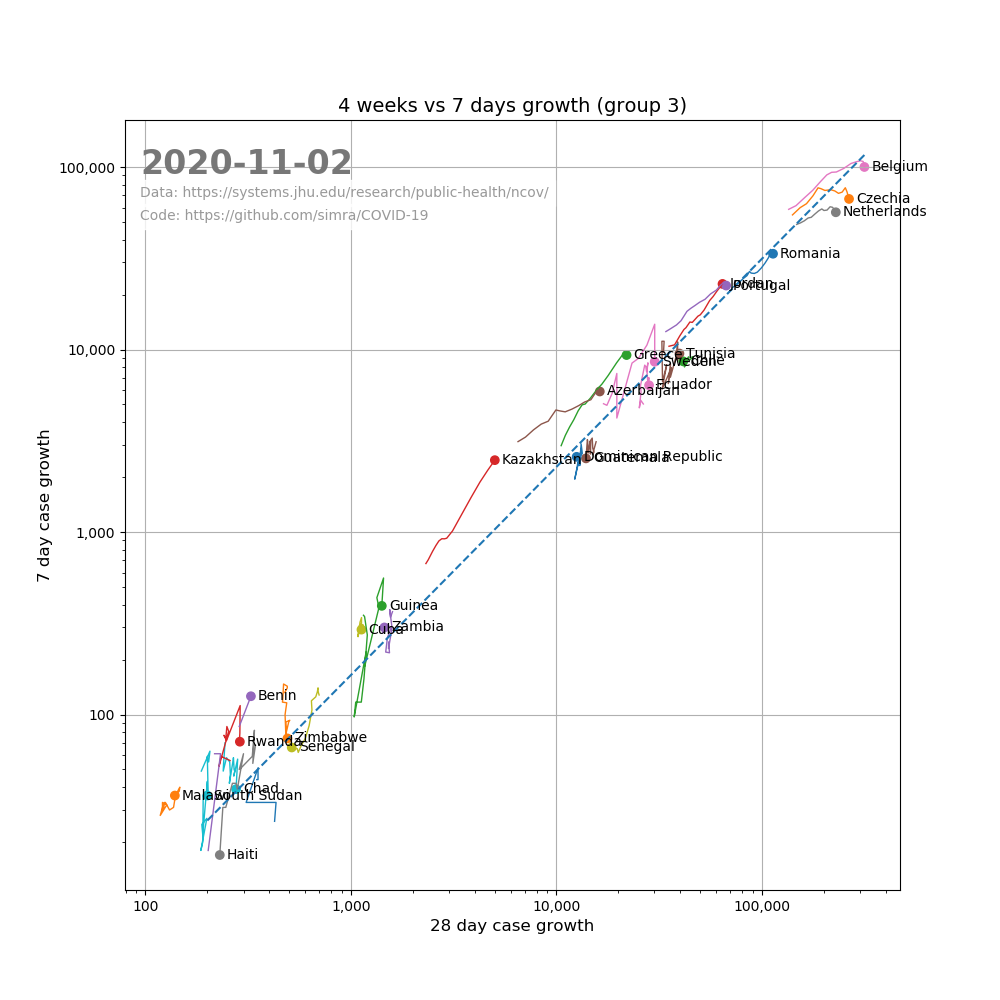 4 weeks vs 7 days growth (group 3)
2020-11-02
Data: https://systems.jhu.edu/research/public-health/ncov/
Code: https://github.com/simra/COVID-19
7 day case growth
100,000
10,000
1,000
100
Belgium
Czechia
Netherlands
Romania
Jordan
Portugal
Greece
Tunisia
Sweden
Chile
Ecuador
Azerbaijan
Kazakhstan
Dominican Republic
Guatemala
Guinea
Cuba
Zambia
Benin
Rwanda
Zimbabwe
Senegal
Chad
Malawi
South Sudan
Haiti
100
1,000
10,000
100,000
28 day case growth